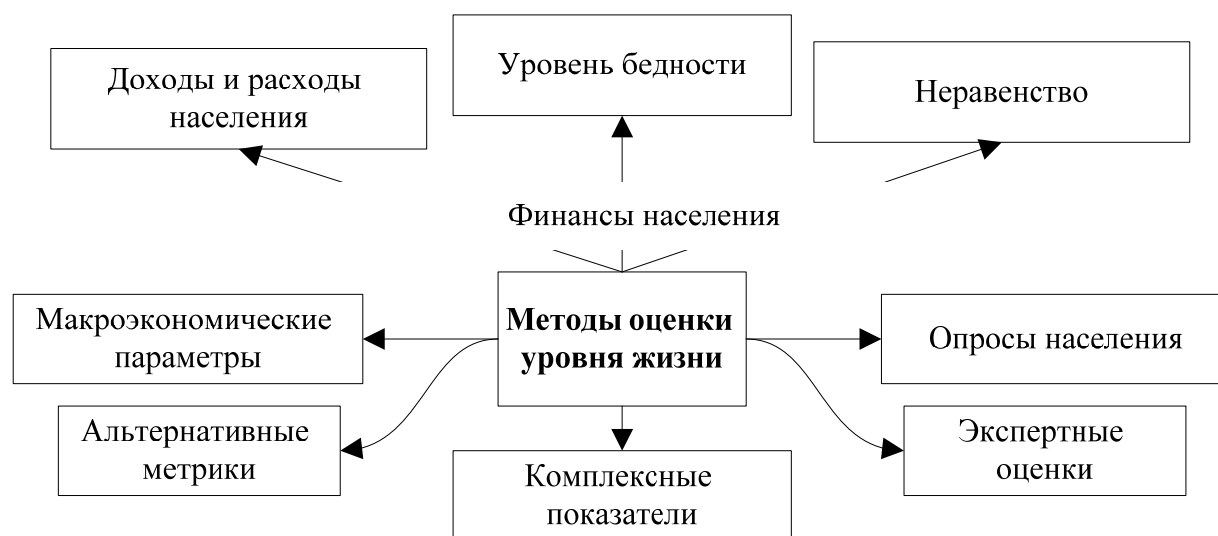 Доходы и расходы
населения
Уровень бедности
Неравенство
Финансы населения
Макроэкономические
параметры
Методы оценки
уровня жизни
Опросы населения
Альтернативные
метрики
Комплексные
показатели
Экспертные
оценки